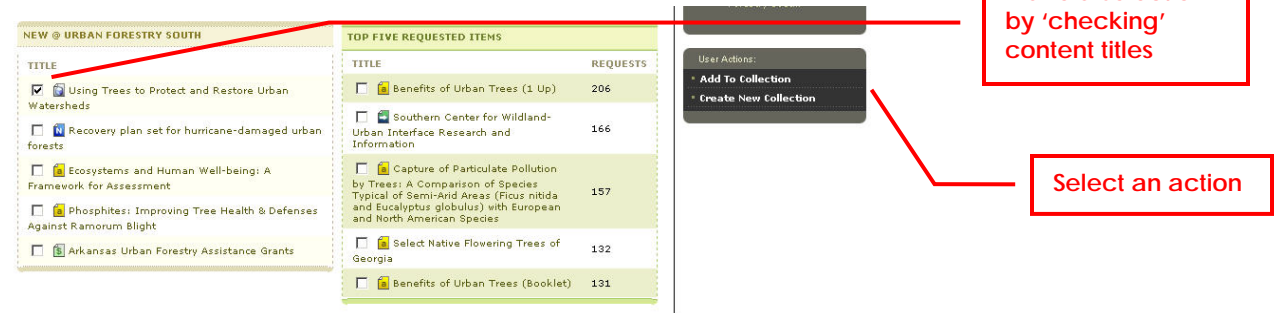 by ‘checking’
content titles
NEW @ URBAN FORESTRY SOUTH
TITLE
Using Trees to Protect and Restore Urban
Watersheds
Recovery plan set for hurricane-damaged urban
forests
Ecosystems and Human Well-being: A
Framework for Assessment
Phosphites: Improving Tree Health & Defenses
Against Ramorum Blight
Arkansas Urban Forestry Assistance Grants
TOP FIVE REQUESTED ITEMS
TITLE REQUESTS
Benefits of Urban Trees (1 Up) 206
Southern Center for Wildland-
Urban Interface Research and 166
Information
Capture of Particulate Pollution
by Trees: A Comparison of Species
Typical of Semi-Arid Areas (Ficus nitida 157
and Eucalyptus globulus) with European
and North American Species
Select Native Flowering Trees of 132
Georgia
Benefits of Urban Trees (Booklet) 131
User Actions:
Add To Collection
Create New Collection
Select an action